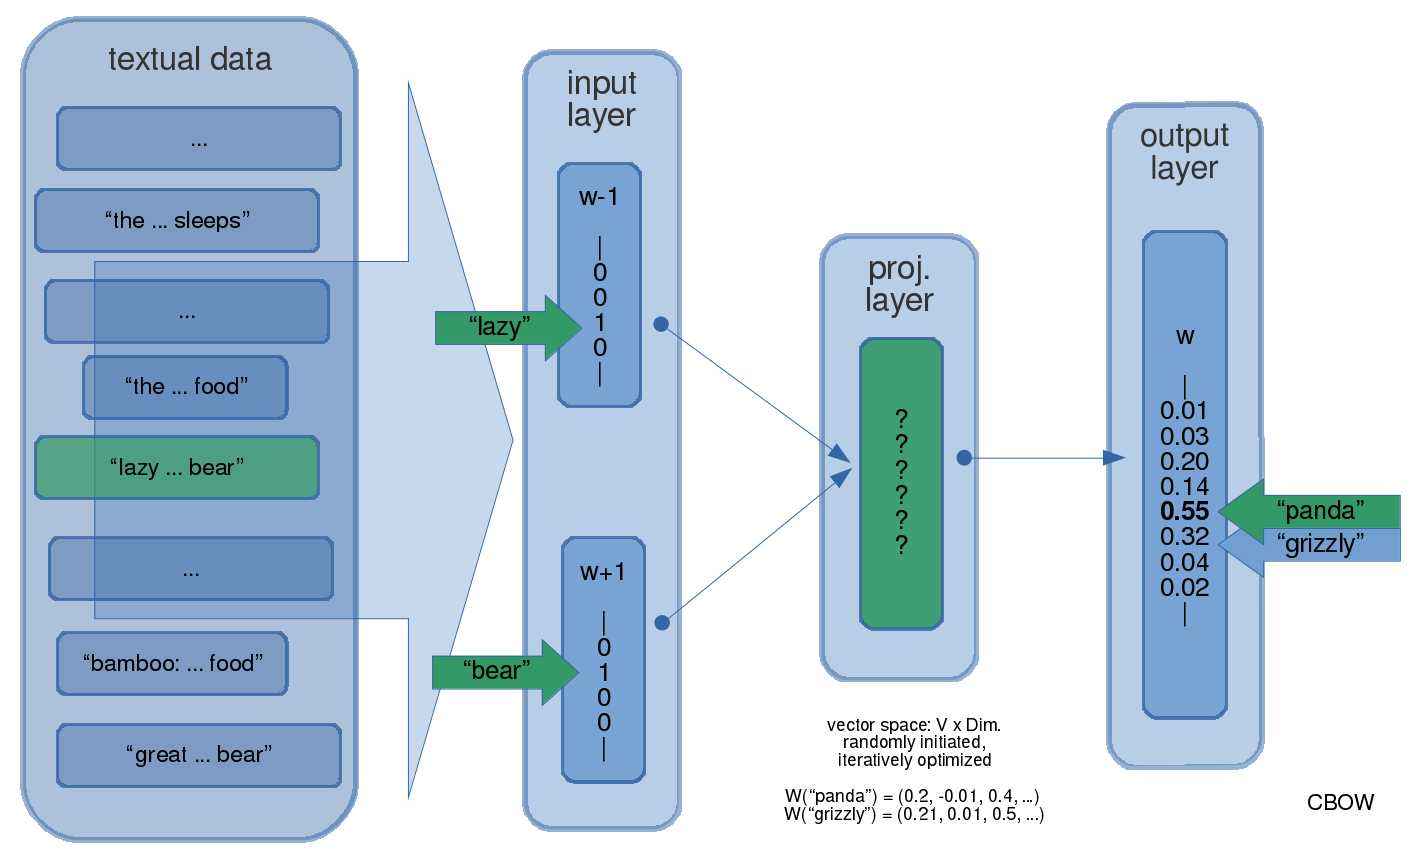 textual data
...
“the ... sleeps”
...
“the ... food”
“lazy ... bear”
...
“bamboo: ... food”
“great ... bear”
input
layer
w-1
|
0
0
1
0
|
“lazy”
w+1
|
0
1
0
0
|
“bear”
proj.
layer
?
?
?
?
?
?
vector space: V x Dim.
randomly initiated,
iteratively optimized
W(“panda”) = (0.2, -0.01, 0.4, ...)
W(“grizzly”) = (0.21, 0.01, 0.5, ...)
output
layer
w
|
0.01
0.03
0.20
0.14
0.55
0.32
0.04
0.02
|
“panda”
“grizzly”
CBOW